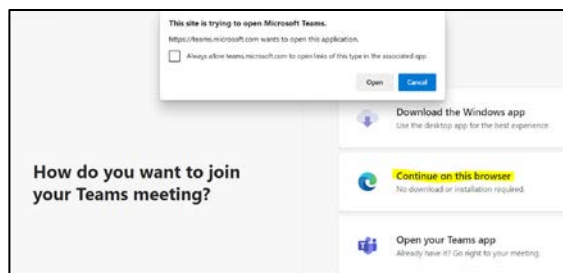 This site is trying to open Microsoft Teams.
https://teams.microsoft.com wants to open this application.
Always allow teams.microsoft.com to open links of this type in the associated app
Open
Cancel
Download the Windows app
Use the desktop app for the best experience.
How do you want to join
your Teams meeting?
Continue on this browser
No download or installation required.
Open your Teams app
Already have it? Go right to your meeting.